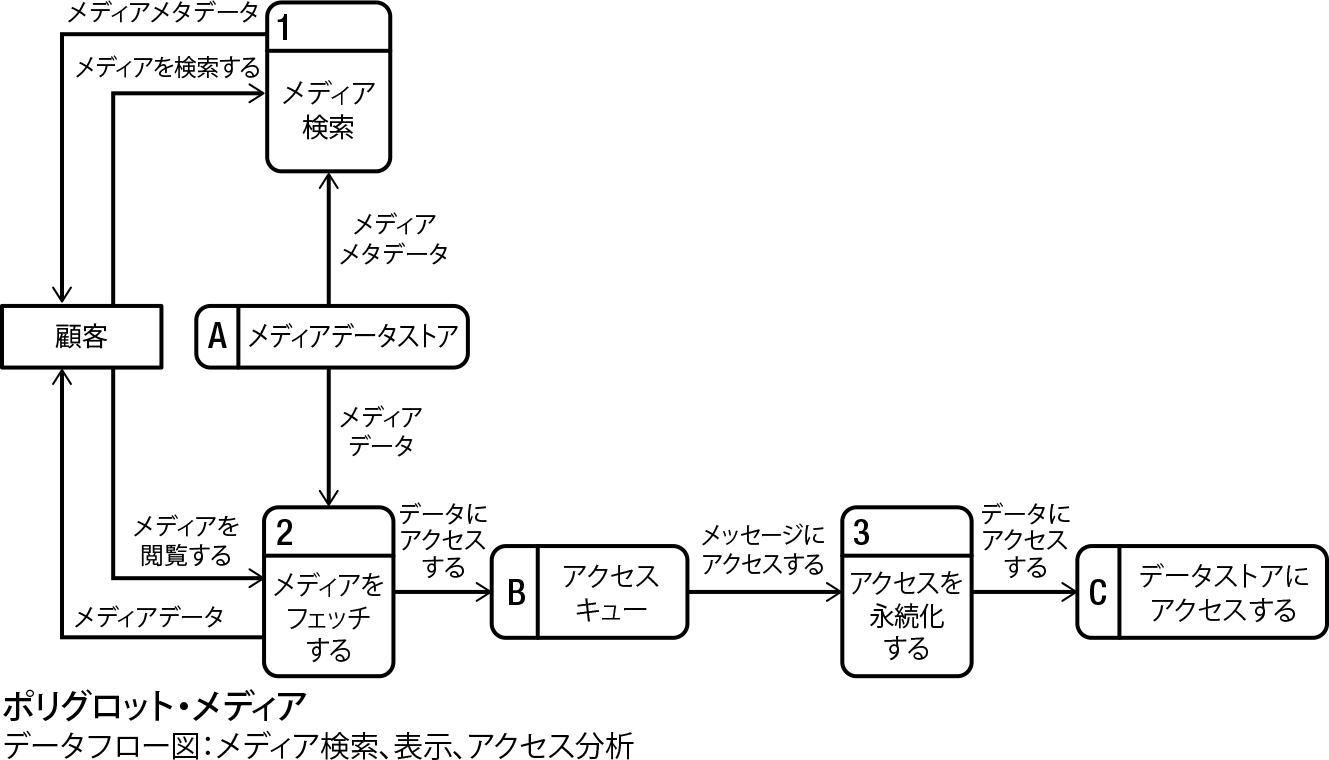 メディアメタデータ
1
メディアを検索する
メディア
検索
メディア
メタデータ
顧客
A
メディアデータストア
メディア
データ
メディアを
閲覧する
メディアデータ
2
メディアを
フェッチ
する
データに
アクセス
する
B
アクセス
キュー
メッセージに
アクセスする
3
アクセスを
永続化
する
データに
アクセス
する
C
データストアに
アクセスする
ポリグロット・メディア
データフロー図：メディア検索、表示、アクセス分析